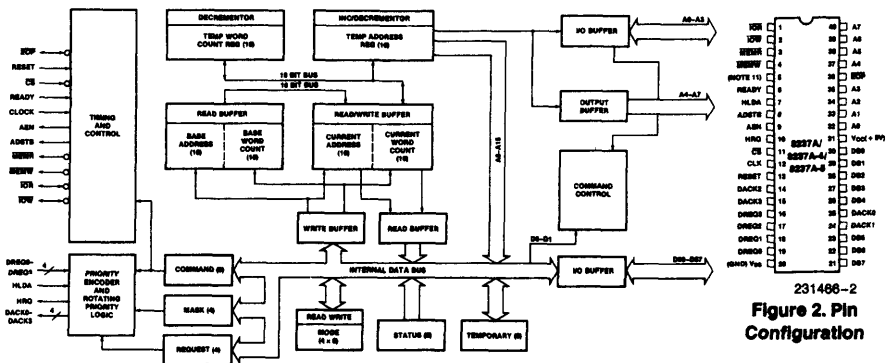 EOP
RESET
CS
READY
CLOCK
AEN
ADSTB
MEMR
MEMW
IOR
IOW
TIMING
AND
CONTROL
DECREMENTOR
TEMP WORD
COUNT REG (16)
INC/DECREMENTOR
TEMP ADDRESS
REG (16)
16 BIT BUS
16 BIT BUS
READ BUFFER
BASE
ADDRESS
(16)
BASE
WORD
COUNT
(16)
READ/WRITE BUFFER
CURRENT
ADDRESS
(16)
CURRENT
WORD
COUNT
(16)
WRITE BUFFER
READ BUFFER
A8-A15
I/O BUFFER
A0-A3
OUTPUT
BUFFER
A4-A7
COMMAND
CONTROL
D0-D1
INTERNAL DATA BUS
I/O BUFFER
DB0-DB7
DREQ0-
DREQ3
4
HLDA
HRQ
DACK0-
DACK3
4
PRIORITY
ENCODER
AND
ROTATING
PRIORITY
LOGIC
COMMAND (8)
MASK (4)
REQUEST (4)
READ WRITE
MODE
(4 x 6)
STATUS (8)
TEMPORARY (8)
IOR 1 40 A7
IOW 2 39 A6
MEMR 3 38 A5
MEMW 4 37 A4
(NOTE 11) 5 36 EOP
READY 6 35 A3
HLDA 7 34 A2
ADSTB 8 33 A1
AEN 9 32 A0
HRQ 10 31 VCC(+5V)
CS 11 30 DB0
CLK 12 29 DB1
RESET 13 28 DB2
DACK2 14 27 DB3
DACK3 15 26 DB4
DREQ3 16 25 DACK0
DREQ2 17 24 DACK1
DREQ1 18 23 DB5
DREQ0 19 22 DB6
(GND) VSS 20 21 DB7
8237A/
8237A-4/
8237A-5
231466-2
Figure 2. Pin
Configuration